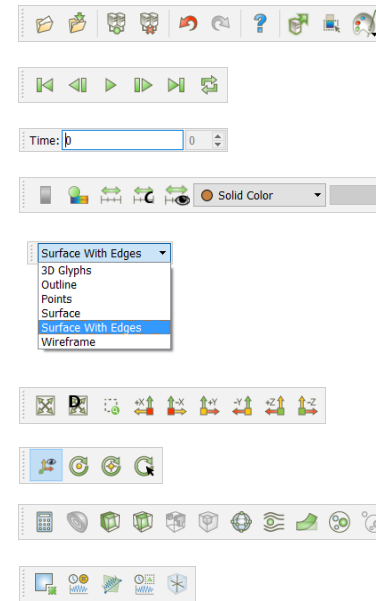 ?
Time: 0 0
C
Solid Color
Surface With Edges
3D Glyphs
Outline
Points
Surface
Surface With Edges
Wireframe
D +X -X +Y -Y +Z -Z